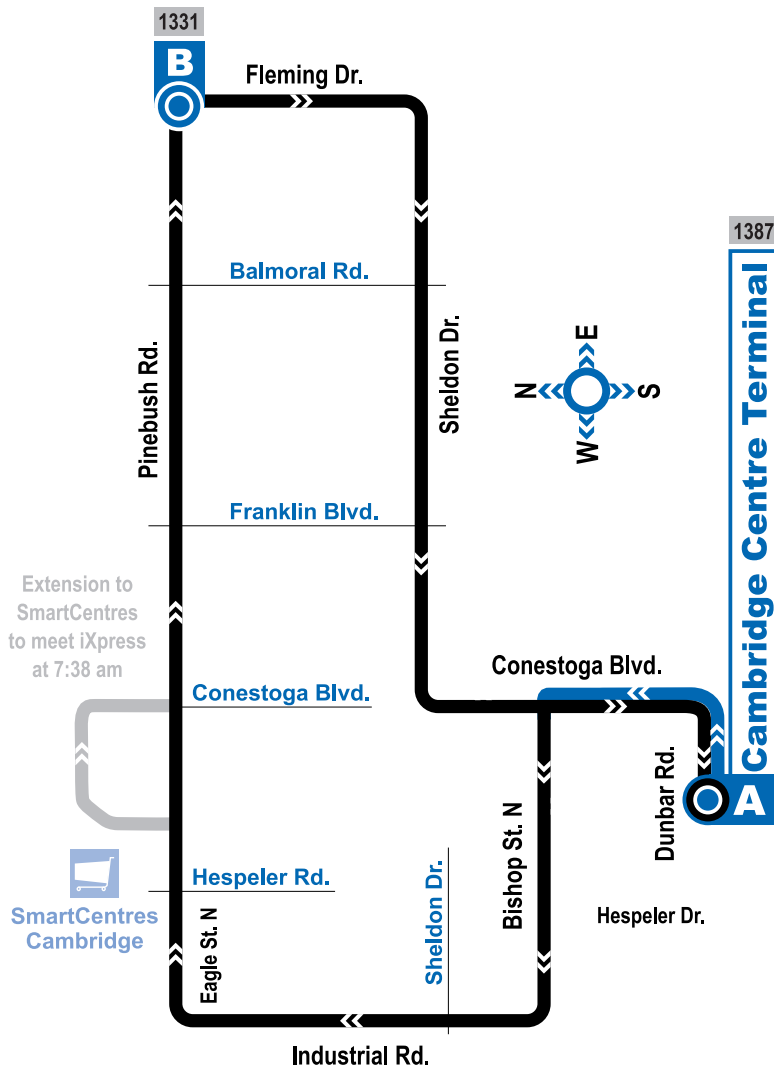 1331
B
Fleming Dr.
1387
Balmoral Rd.
Cambridge Centre Terminal
Pinebush Rd.
Sheldon Dr.
E
N
S
W
Franklin Blvd.
Extension to
SmartCentres
to meet iXpress
at 7:38 am
Conestoga Blvd.
Conestoga Blvd.
Dunbar Rd.
A
Bishop St. N
Hespeler Rd.
Sheldon Dr.
Hespeler Dr.
SmartCentres
Cambridge
Eagle St. N
Industrial Rd.